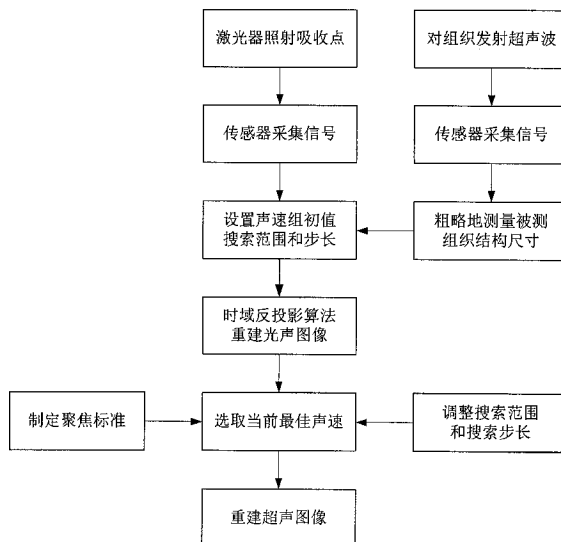 激光器照射吸收点
对组织发射超声波
传感器采集信号
传感器采集信号
设置声速组初值
搜索范围和步长
粗略地测量被测
组织结构尺寸
时域反投影算法
重建光声图像
制定聚焦标准
选取当前最佳声速
调整搜索范围
和搜索步长
重建超声图像